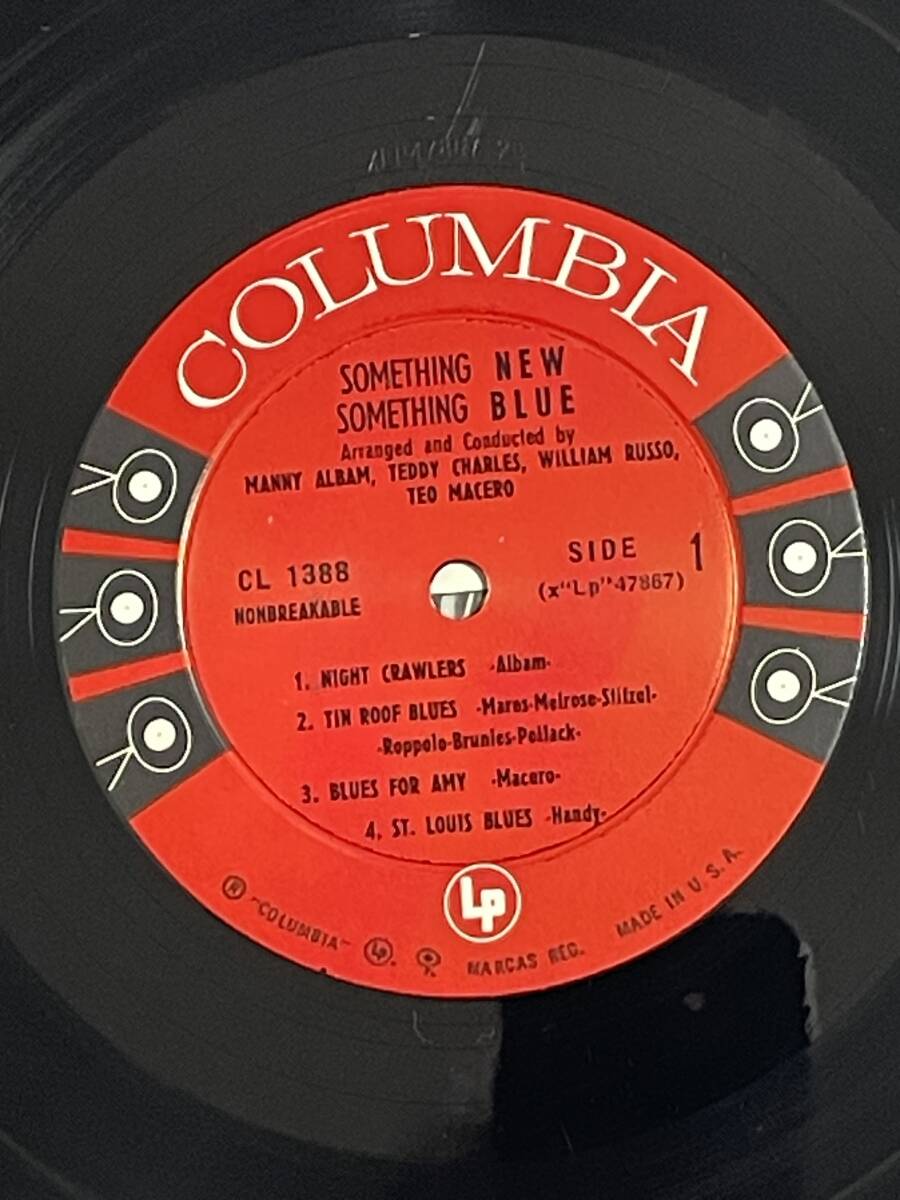 COLUMBIA
SOMETHING NEW
SOMETHING BLUE
Arranged and Conducted by
MANNY ALBAM, TEDDY CHARLES, WILLIAM RUSSO,
TEO MACERO
CL 1388
NONBREAKABLE
SIDE 1
(x"Lp"47867)
1. NIGHT CRAWLERS -Albam-
2. TIN ROOF BLUES -Mares-Melrose-Stitzel-
-Roppolo-Brunies-Pollack-
3. BLUES FOR AMY -Macero-
4. ST. LOUIS BLUES -Handy-
Lp
® "COLUMBIA" Lp. MARCAS REG. MADE IN U. S. A.